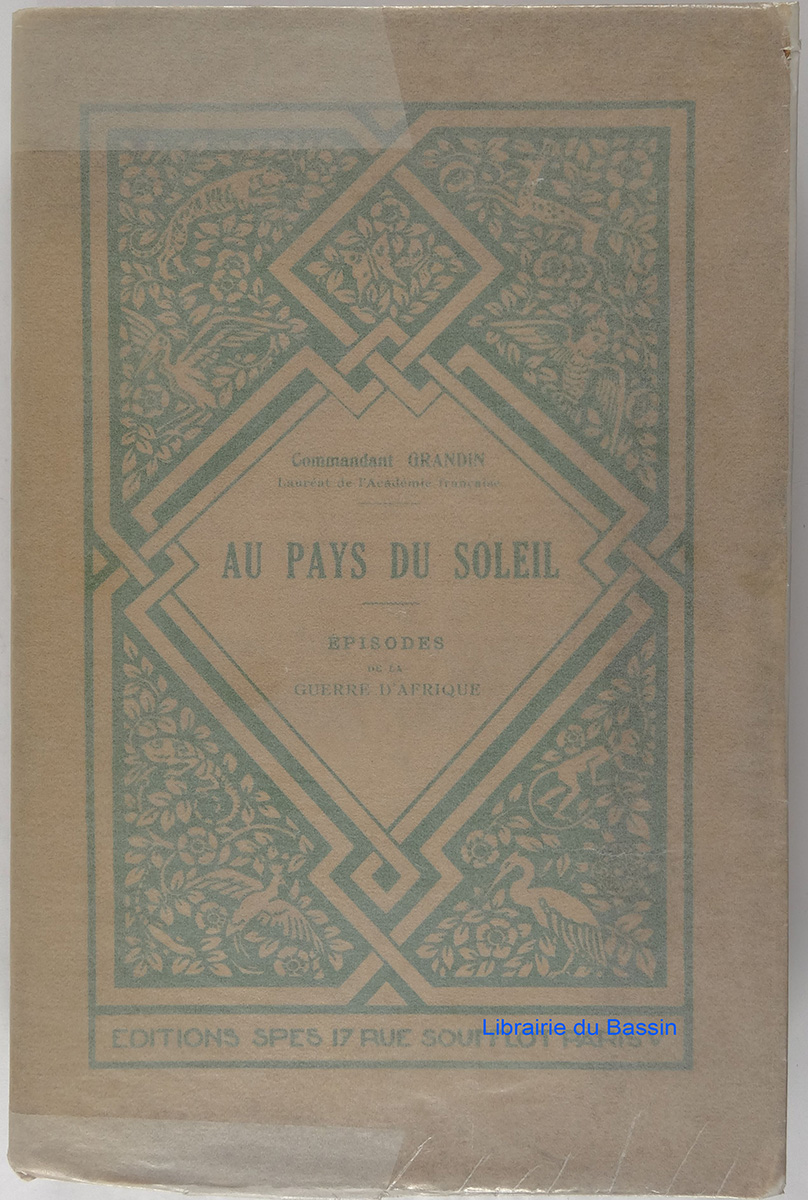 Commandant GRANDIN
Lauréat de l'Académie française
AU PAYS DU SOLEIL
EPISODES
DE LA
GUERRE D'AFRIQUE
Librairie du Bassin
EDITIONS SPES 17 RUE SOUFFLOT PARIS V